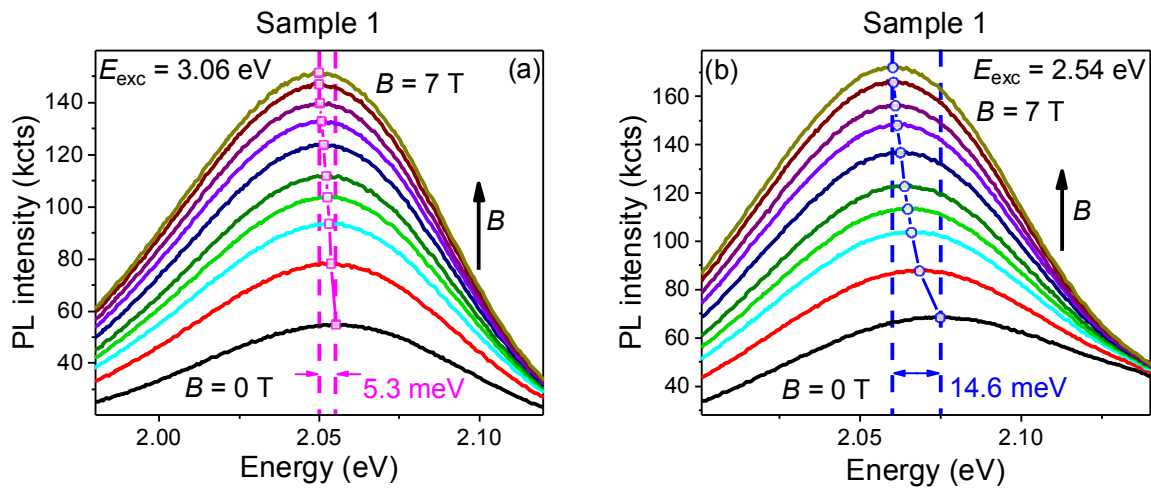 Sample 1
E_exc = 3.06 eV
B = 7 T
(a)
B
B = 0 T
5.3 meV
PL intensity (kcts)
140
120
100
80
60
40
2.00
2.05
2.10
Energy (eV)
Sample 1
(b)
E_exc = 2.54 eV
B = 7 T
B
B = 0 T
14.6 meV
PL intensity (kcts)
160
140
120
100
80
60
40
2.05
2.10
Energy (eV)